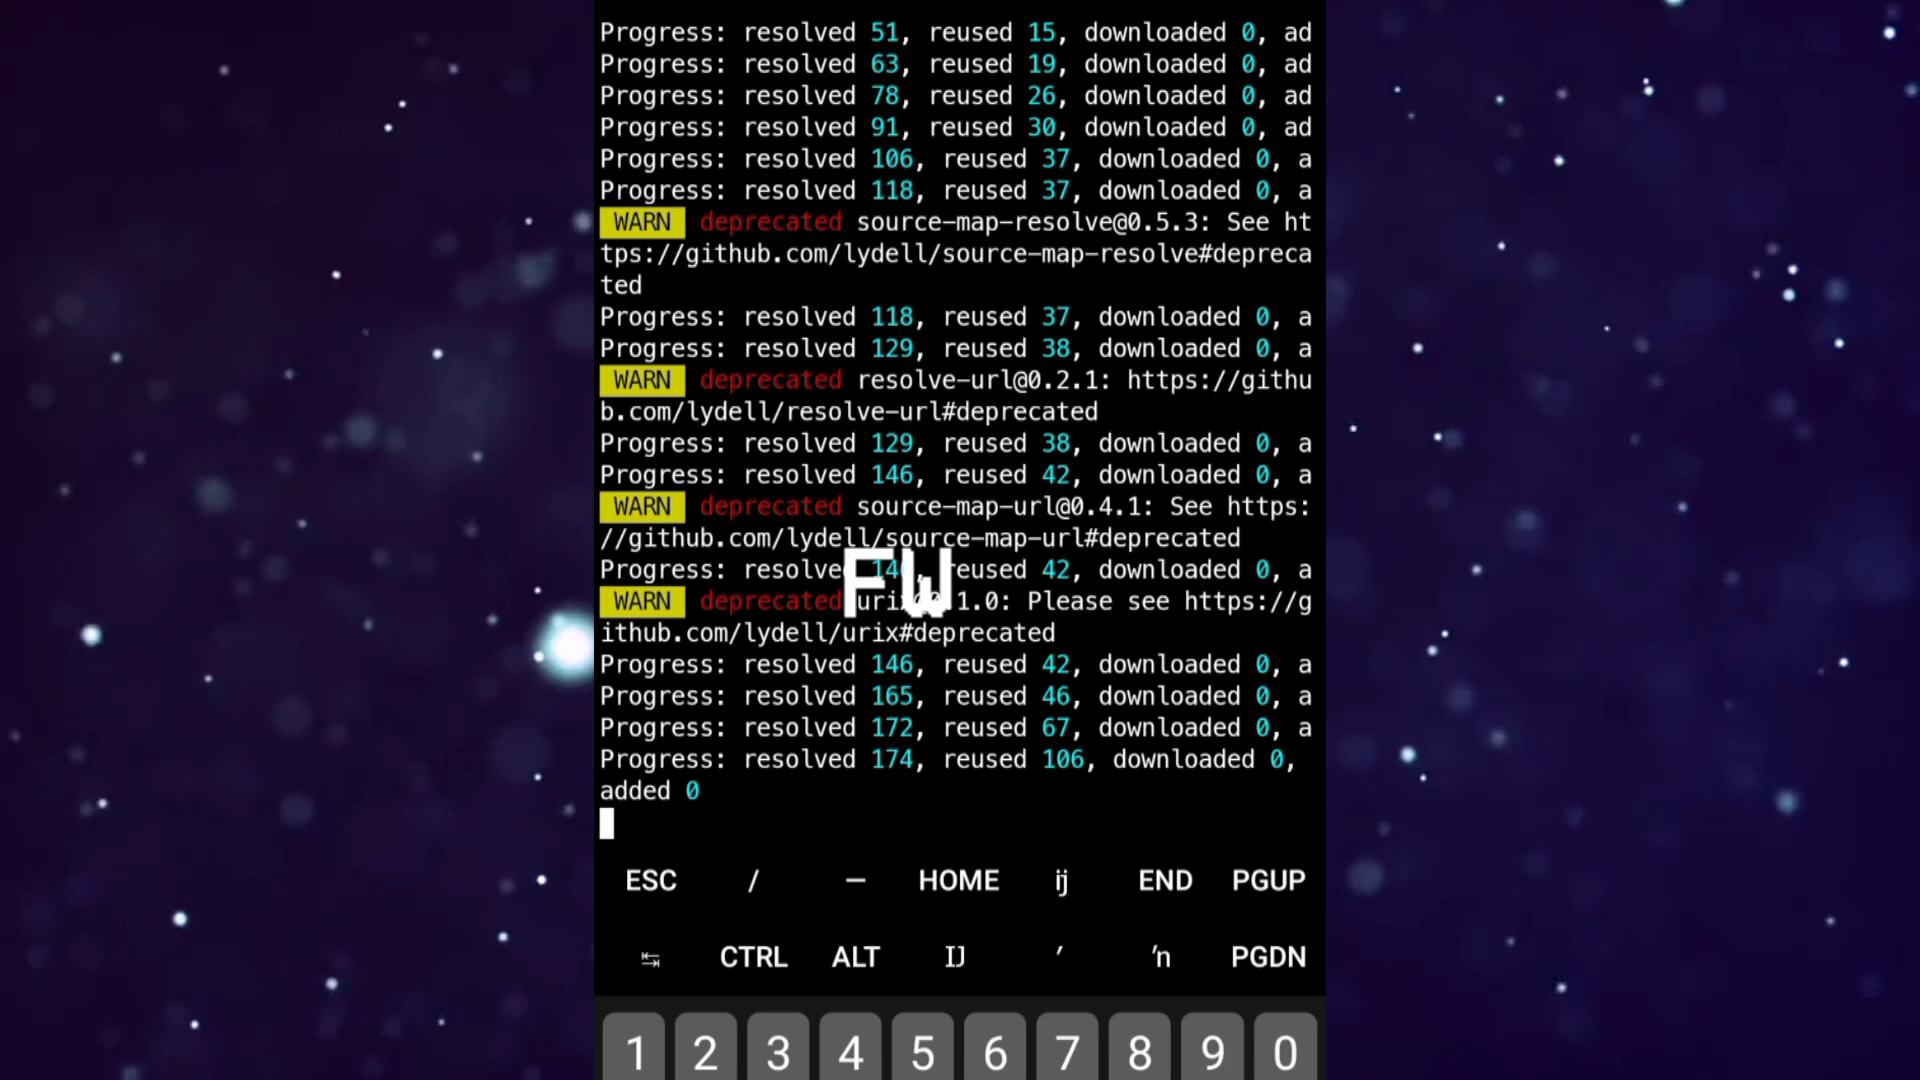 Progress: resolved 51, reused 15, downloaded 0, ad
Progress: resolved 63, reused 19, downloaded 0, ad
Progress: resolved 78, reused 26, downloaded 0, ad
Progress: resolved 91, reused 30, downloaded 0, ad
Progress: resolved 106, reused 37, downloaded 0, a
Progress: resolved 118, reused 37, downloaded 0, a
WARN deprecated source-map-resolve@0.5.3: See ht
tps://github.com/lydell/source-map-resolve#depreca
ted
Progress: resolved 118, reused 37, downloaded 0, a
Progress: resolved 129, reused 38, downloaded 0, a
WARN deprecated resolve-url@0.2.1: https://githu
b.com/lydell/resolve-url#deprecated
Progress: resolved 129, reused 38, downloaded 0, a
Progress: resolved 146, reused 42, downloaded 0, a
WARN deprecated source-map-url@0.4.1: See https:
//github.com/lydell/source-map-url#deprecated
Progress: resolved 146, reused 42, downloaded 0, a
FW
WARN deprecated urix@0.1.0: Please see https://g
ithub.com/lydell/urix#deprecated
Progress: resolved 146, reused 42, downloaded 0, a
Progress: resolved 165, reused 46, downloaded 0, a
Progress: resolved 172, reused 67, downloaded 0, a
Progress: resolved 174, reused 106, downloaded 0,
added 0
ESC / — HOME ĳ END PGUP
↹ CTRL ALT Ĳ ′ ŉ PGDN
1 2 3 4 5 6 7 8 9 0